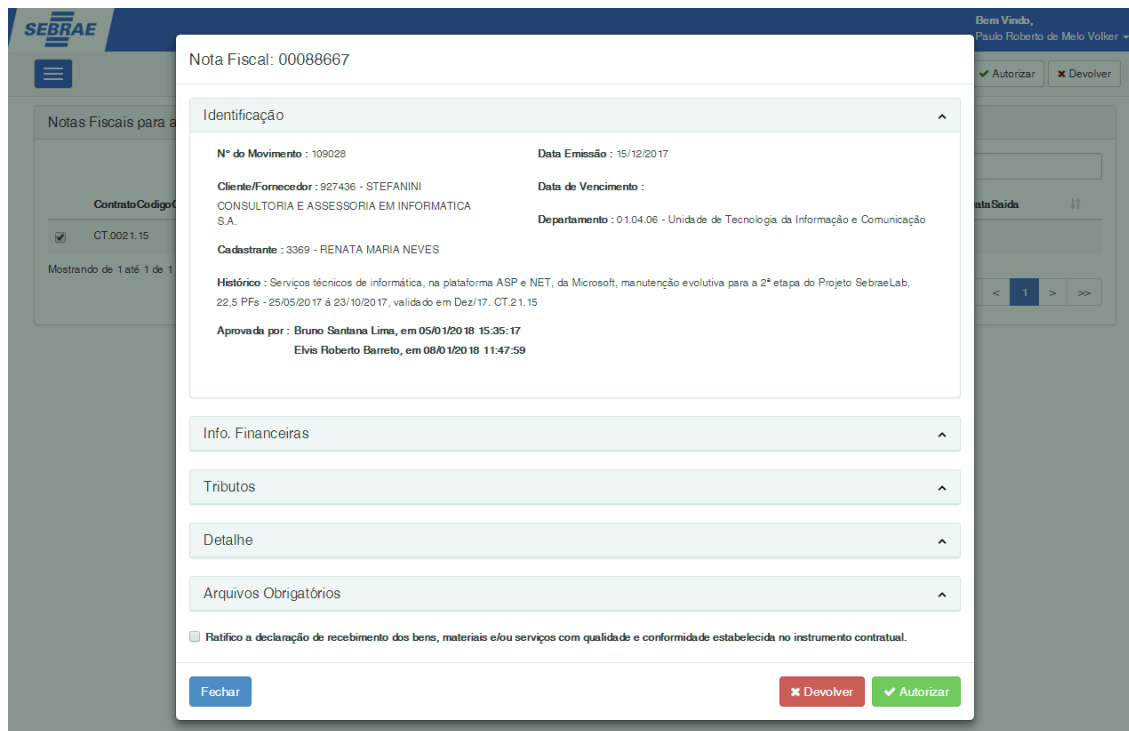 SEBRAE
Bem Vindo,
Paulo Roberto de Melo Volker
Autorizar
Devolver
Nota Fiscal: 00088667
Notas Fiscais para a
Identificação
N° do Movimento : 109028
Data Emissão : 15/12/2017
Cliente/Fornecedor : 927436 - STEFANINI
CONSULTORIA E ASSESSORIA EM INFORMATICA
S.A.
Data de Vencimento :
Departamento : 01.04.06 - Unidade de Tecnologia da Informação e Comunicação
Cadastrante : 3369 - RENATA MARIA NEVES
Histórico : Serviços técnicos de informática, na plataforma ASP e NET, da Microsoft, manutenção evolutiva para a 2ª etapa do Projeto SebraeLab,
22,5 PFs - 25/05/2017 á 23/10/2017, validado em Dez/17. CT.21.15
Aprovada por : Bruno Santana Lima, em 05/01/2018 15:35:17
Elvis Roberto Barreto, em 08/01/2018 11:47:59
ContratoCodigo
DataSaida
CT.0021.15
Mostrando de 1 até 1 de 1
< 1 > >>
Info. Financeiras
Tributos
Detalhe
Arquivos Obrigatórios
Ratifico a declaração de recebimento dos bens, materiais e/ou serviços com qualidade e conformidade estabelecida no instrumento contratual.
Fechar
Devolver
Autorizar